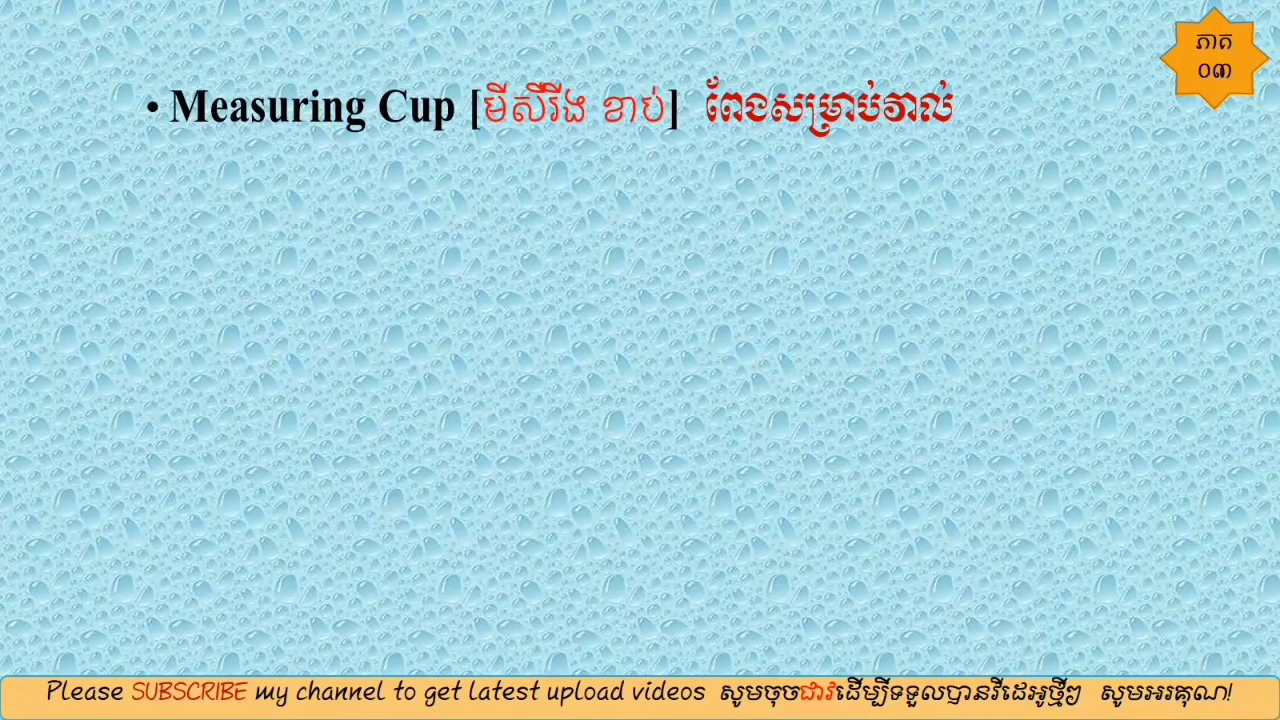 ភាគ
០៣
• Measuring Cup [មីសឺរីង ខាប់] ពែងសម្រាប់វាល់
Please SUBSCRIBE my channel to get latest upload videos សូមចុចជាវដើម្បីទទួលបានវីដេអូថ្មីៗ សូមអរគុណ!